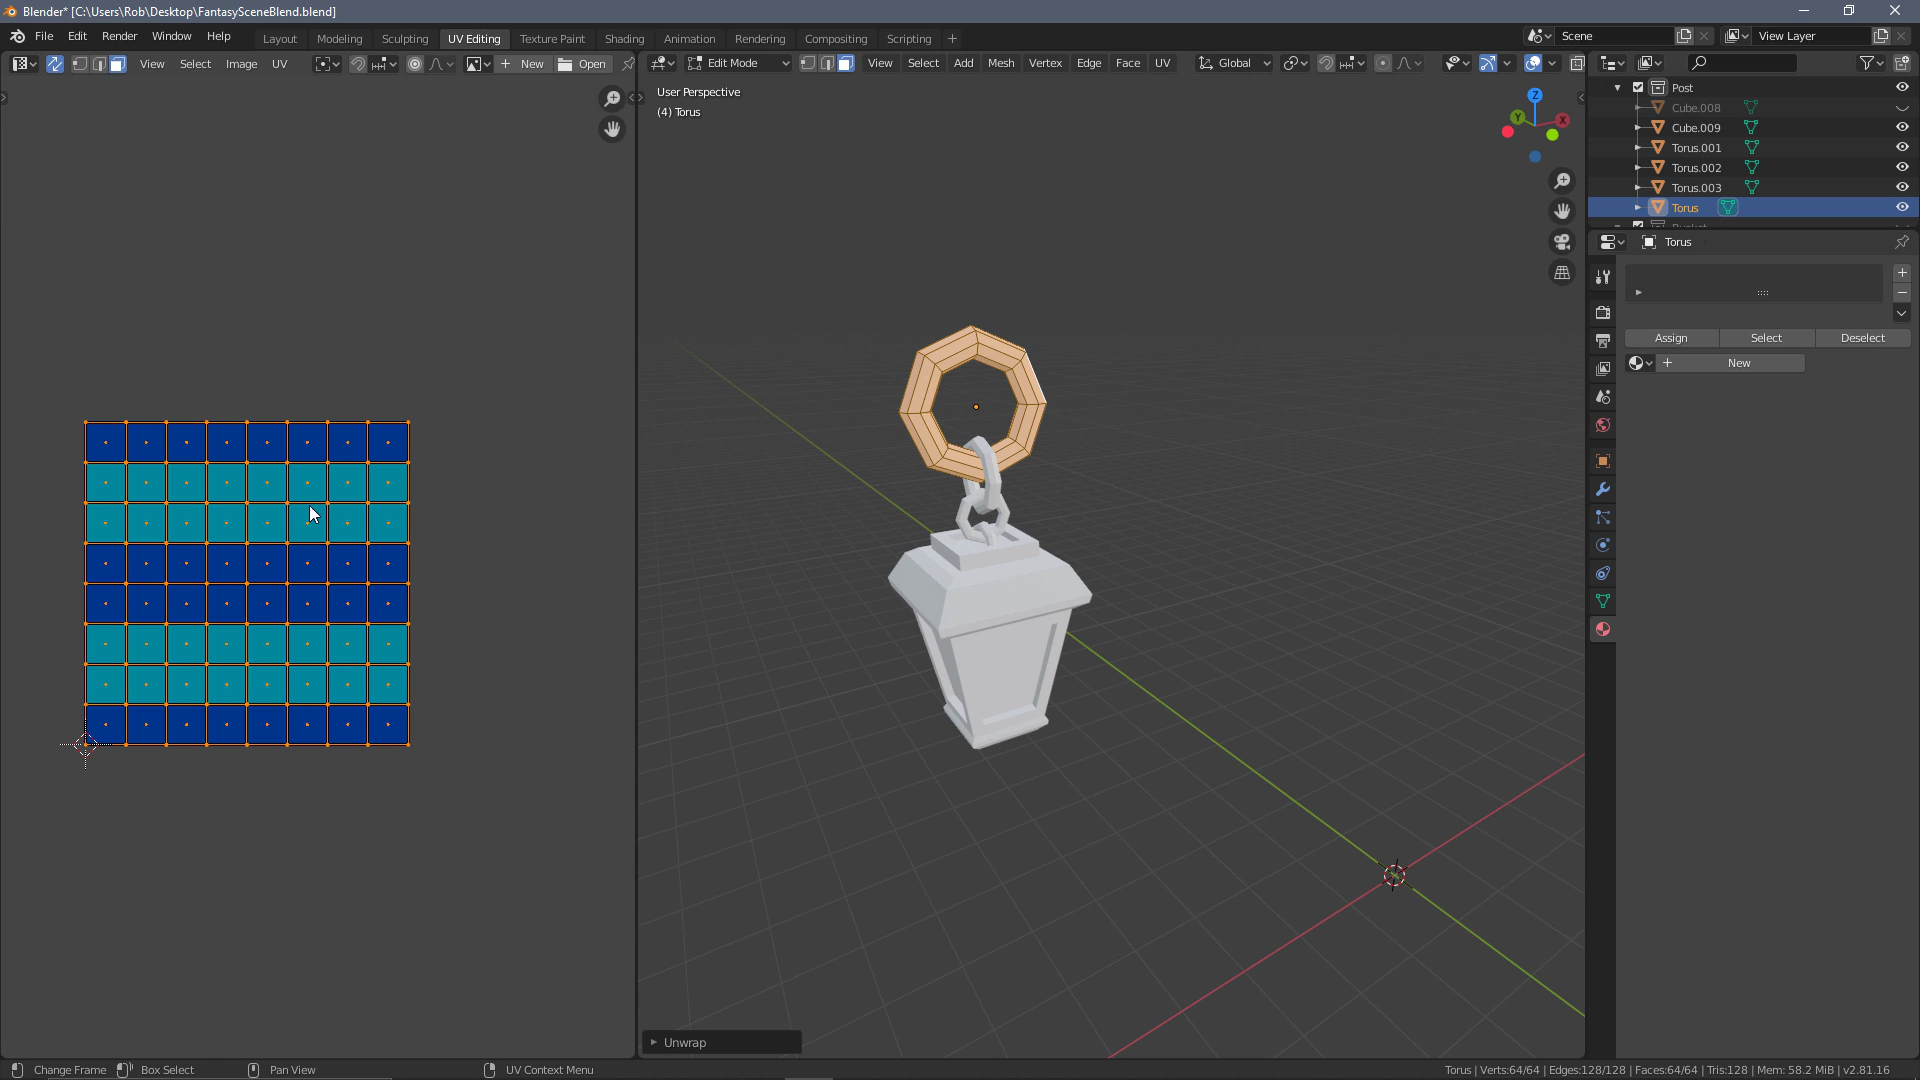 Blender* [C:\Users\Rob\Desktop\FantasySceneBlend.blend]
File Edit Render Window Help Layout Modeling Sculpting UV Editing Texture Paint Shading Animation Rendering Compositing Scripting + Scene View Layer
View Select Image UV + New Open Edit Mode View Select Add Mesh Vertex Edge Face UV Global
User Perspective
(4) Torus
Z
Y
X
Post
Cube.008
Cube.009
Torus.001
Torus.002
Torus.003
Torus
Torus
Assign Select Deselect
+ New
Unwrap
Change Frame Box Select Pan View UV Context Menu Torus | Verts:64/64 | Edges:128/128 | Faces:64/64 | Tris:128 | Mem: 58.2 MiB | v2.81.16